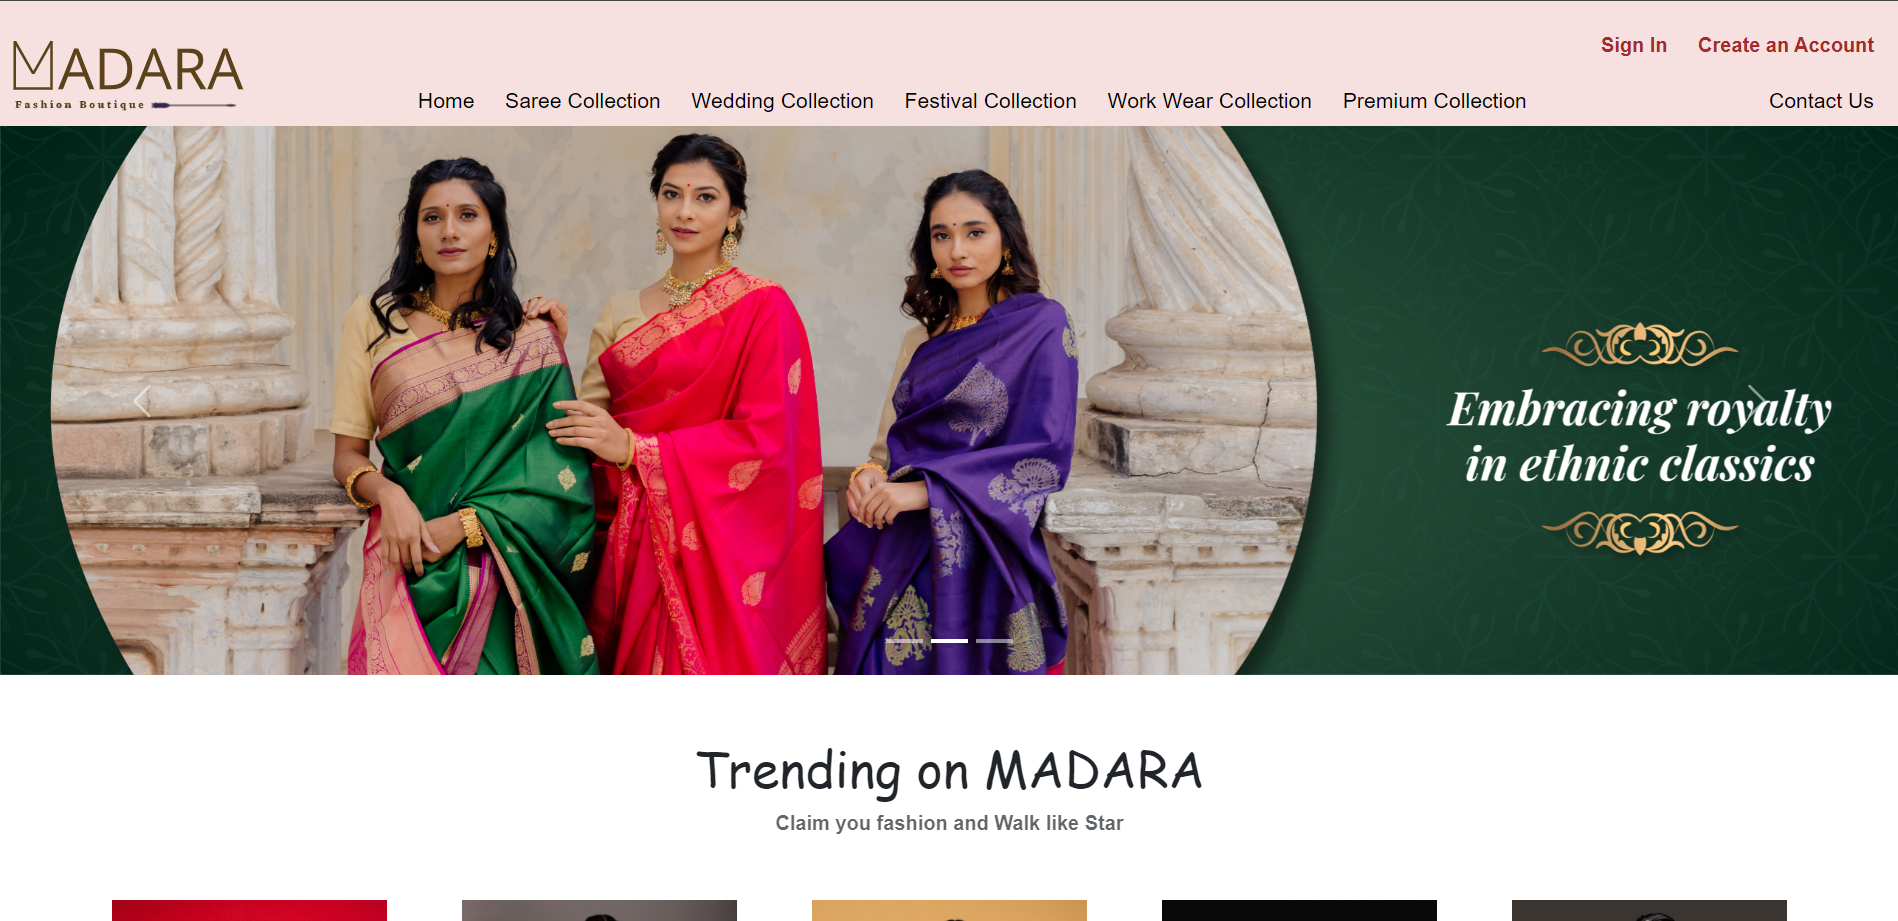 MADARA
Fashion Boutique
Sign In Create an Account
Home Saree Collection Wedding Collection Festival Collection Work Wear Collection Premium Collection Contact Us
Embracing royalty
in ethnic classics
Trending on MADARA
Claim you fashion and Walk like Star